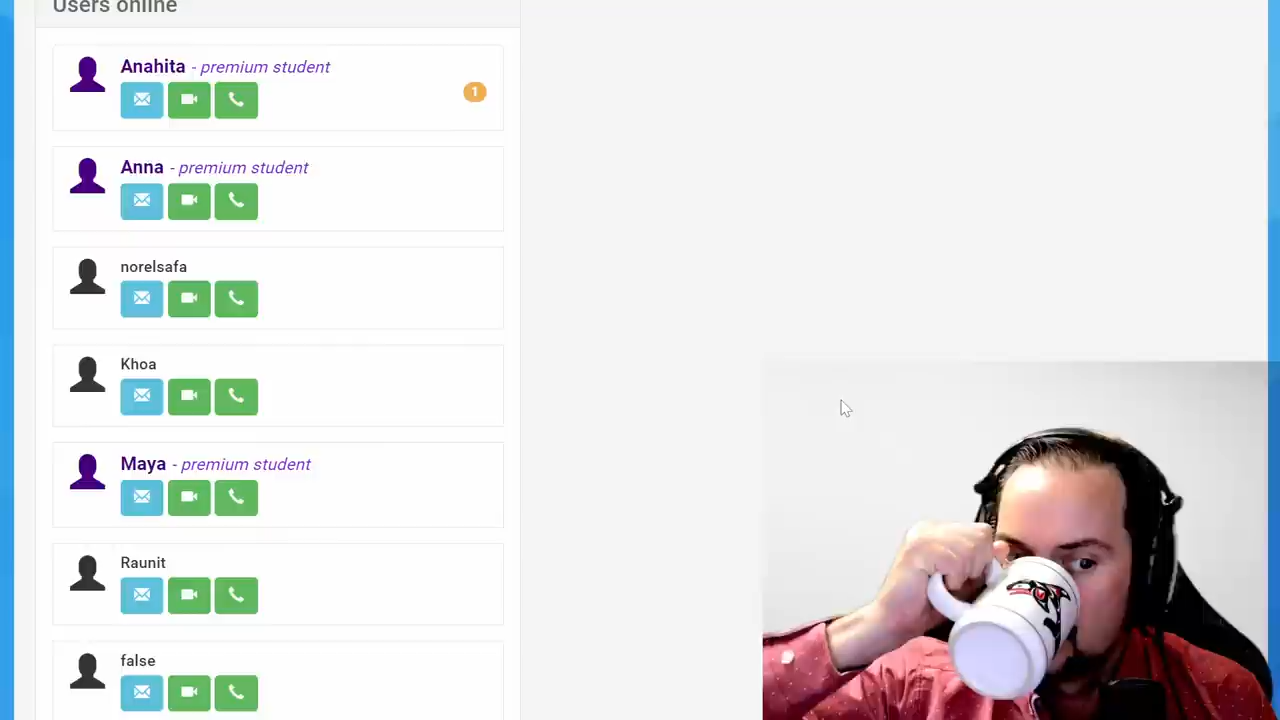 Users online
Anahita - premium student
1
Anna - premium student
norelsafa
Khoa
Maya - premium student
Raunit
false